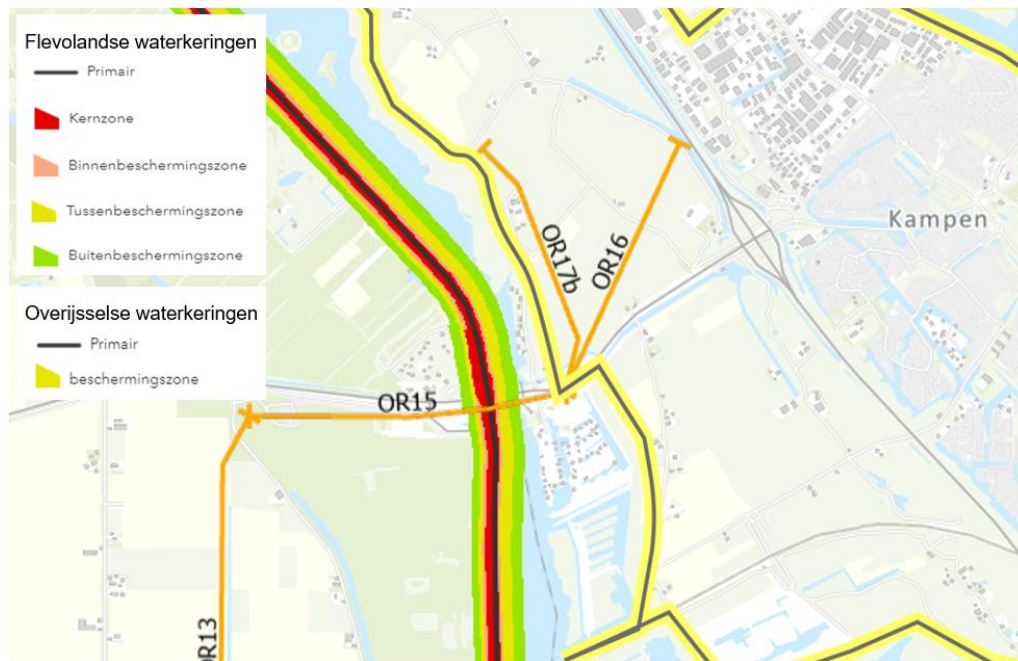 Flevolandse waterkeringen
Primair
Kernzone
Binnenbeschermingszone
Tussenbeschermingszone
Buitenbeschermingszone
Overijsselse waterkeringen
Primair
beschermingszone
Kampen
OR17b
OR16
OR15
OR13